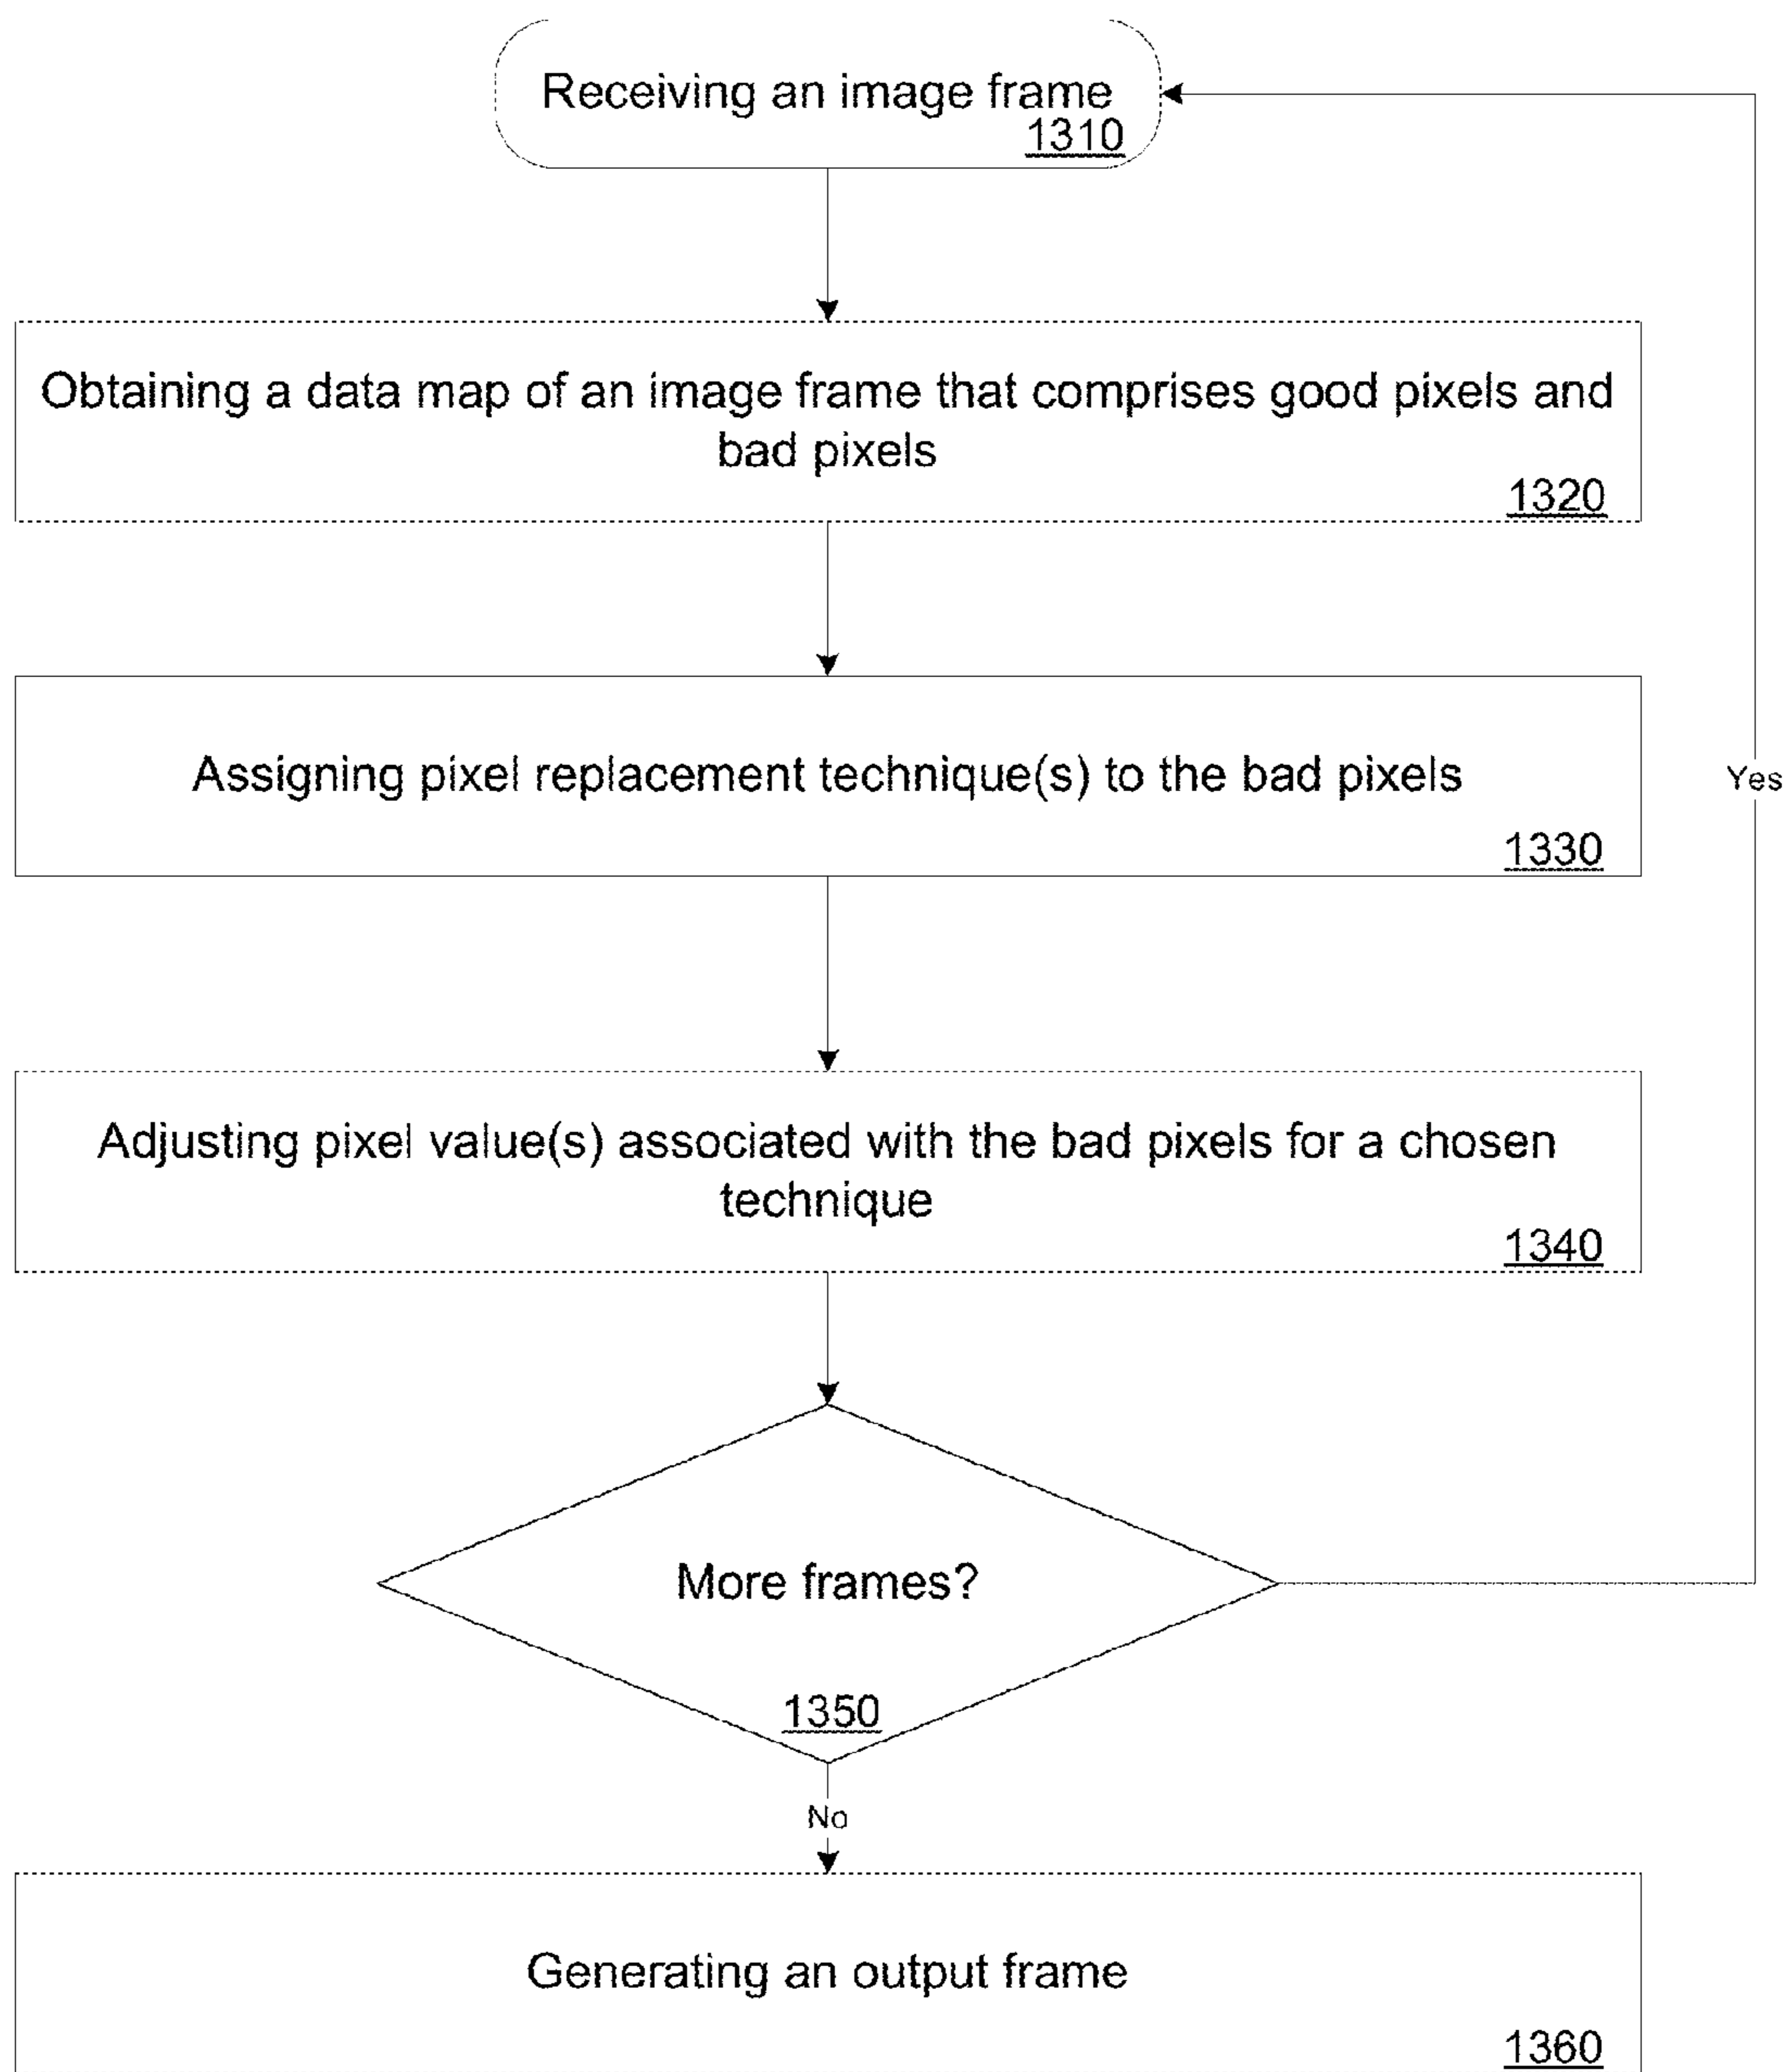 Receiving an image frame
1310
Obtaining a data map of an image frame that comprises good pixels and
bad pixels
1320
Assigning pixel replacement technique(s) to the bad pixels
1330
Yes
Adjusting pixel value(s) associated with the bad pixels for a chosen
technique
1340
More frames?
1350
No
Generating an output frame
1360